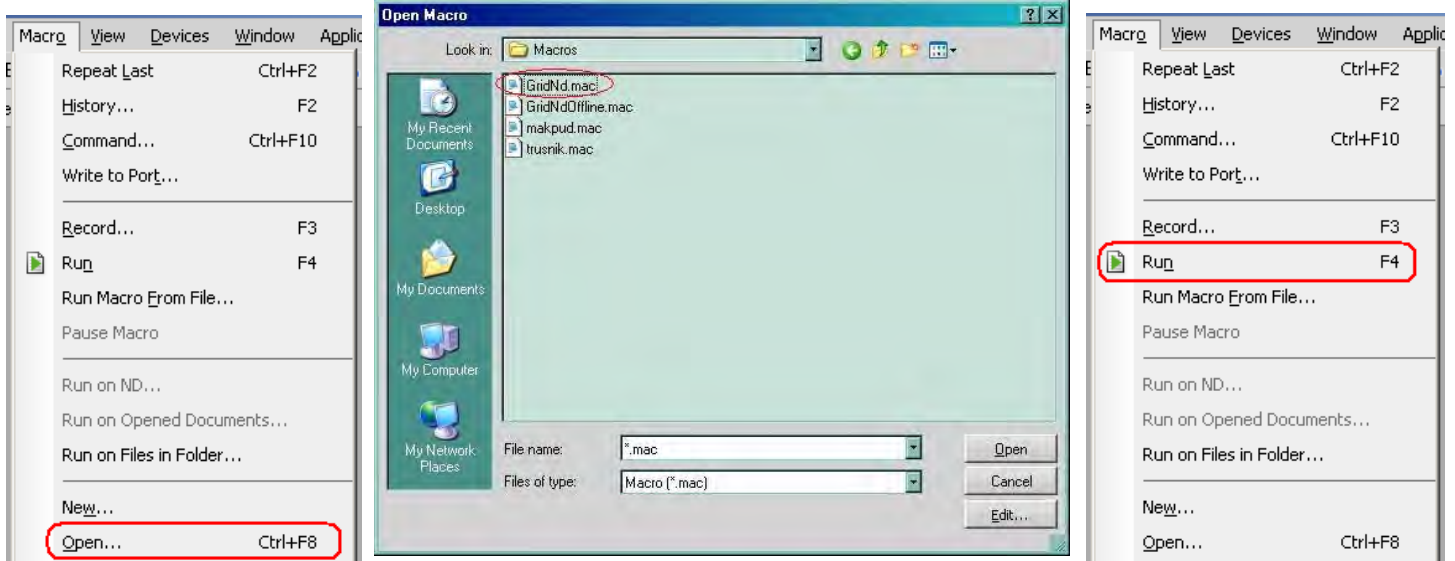 Macro View Devices Window Applic
Repeat Last Ctrl+F2
History... F2
Command... Ctrl+F10
Write to Port...
Record... F3
Run F4
Run Macro From File...
Pause Macro
Run on ND...
Run on Opened Documents...
Run on Files in Folder...
New...
Open... Ctrl+F8
Open Macro
Look in: Macros
GridNd.mac
GridNdOffline.mac
makpud.mac
trusnik.mac
My Recent
Documents
Desktop
My Documents
My Computer
My Network
Places
File name: *.mac Open
Files of type: Macro (*.mac) Cancel
Edit...
Macro View Devices Window Applic
Repeat Last Ctrl+F2
History... F2
Command... Ctrl+F10
Write to Port...
Record... F3
Run F4
Run Macro From File...
Pause Macro
Run on ND...
Run on Opened Documents...
Run on Files in Folder...
New...
Open... Ctrl+F8